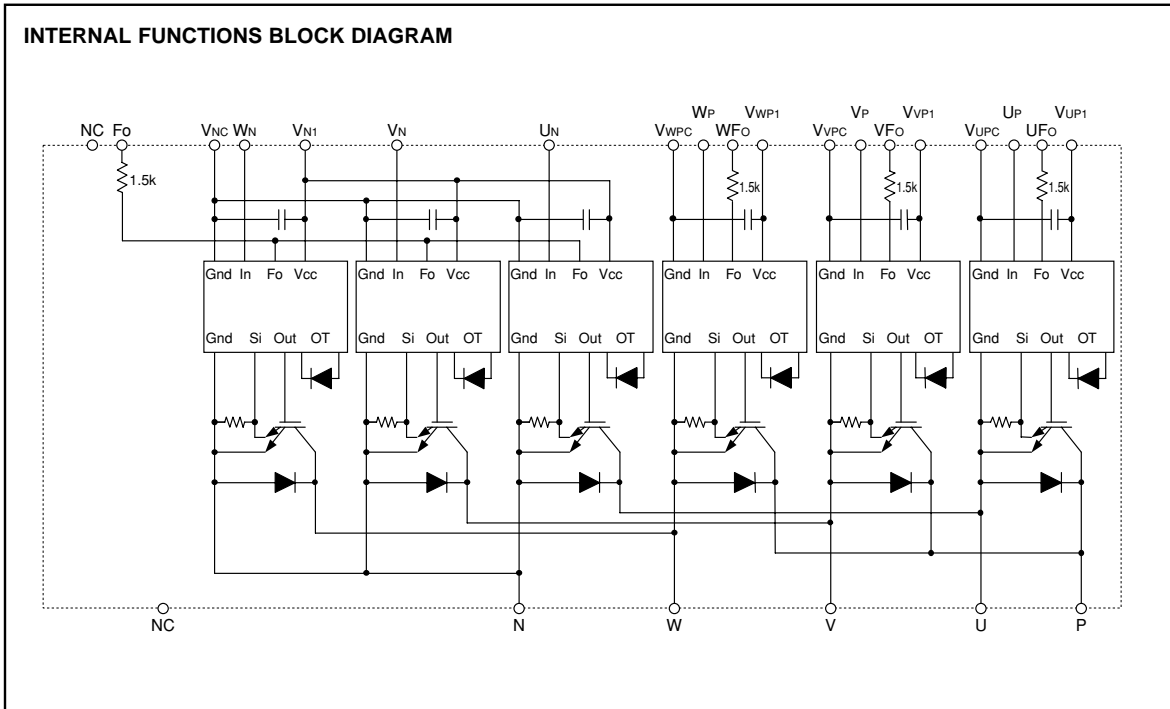 INTERNAL FUNCTIONS BLOCK DIAGRAM
WP VWP1 VP VVP1 UP VUP1
NC Fo VNC WN VN1 VN UN VWPC WFO VVPC VFO VUPC UFO
1.5k 1.5k 1.5k 1.5k
Gnd In Fo Vcc Gnd In Fo Vcc Gnd In Fo Vcc Gnd In Fo Vcc Gnd In Fo Vcc Gnd In Fo Vcc
Gnd Si Out OT Gnd Si Out OT Gnd Si Out OT Gnd Si Out OT Gnd Si Out OT Gnd Si Out OT
NC N W V U P